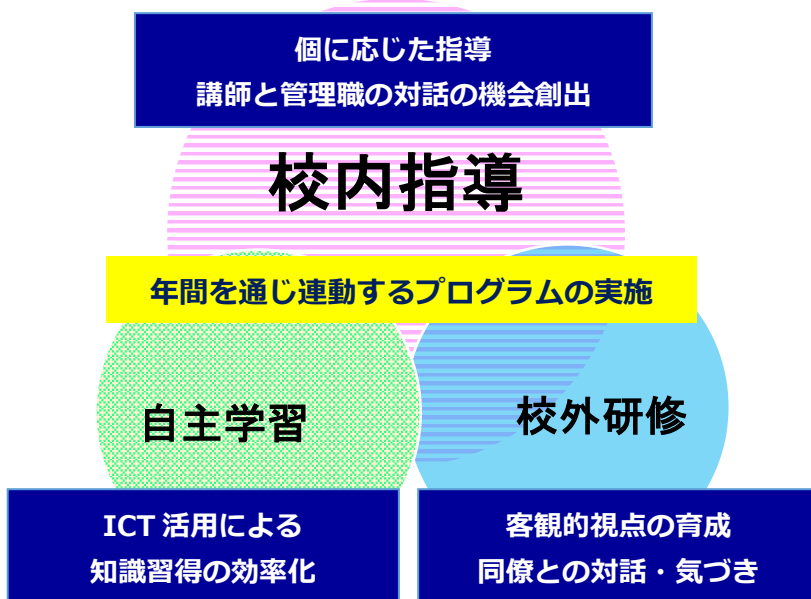 個に応じた指導
講師と管理職の対話の機会創出
校内指導
年間を通じ連動するプログラムの実施
自主学習
校外研修
ICT 活用による
知識習得の効率化
客観的視点の育成
同僚との対話・気づき